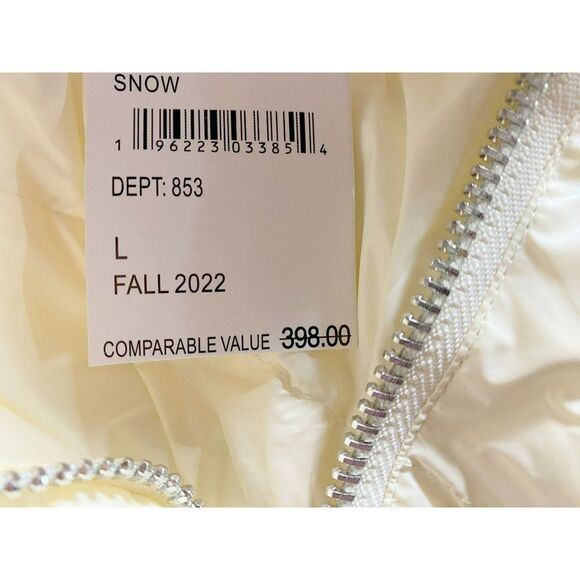 SNOW
1 96223 03385 4
DEPT: 853
L
FALL 2022
COMPARABLE VALUE 398.00